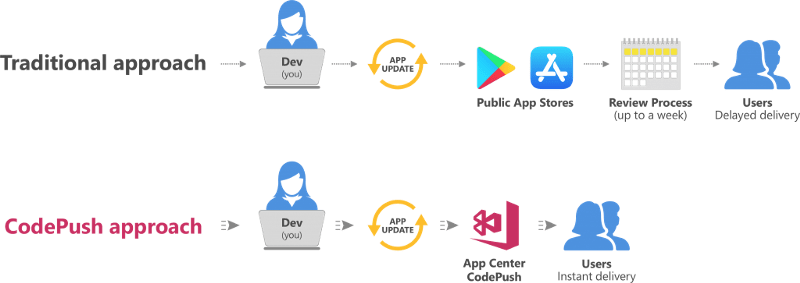 Traditional approach
Dev
(you)
APP
UPDATE
Public App Stores
Review Process
(up to a week)
Users
Delayed delivery
CodePush approach
Dev
(you)
APP
UPDATE
App Center
CodePush
Users
Instant delivery